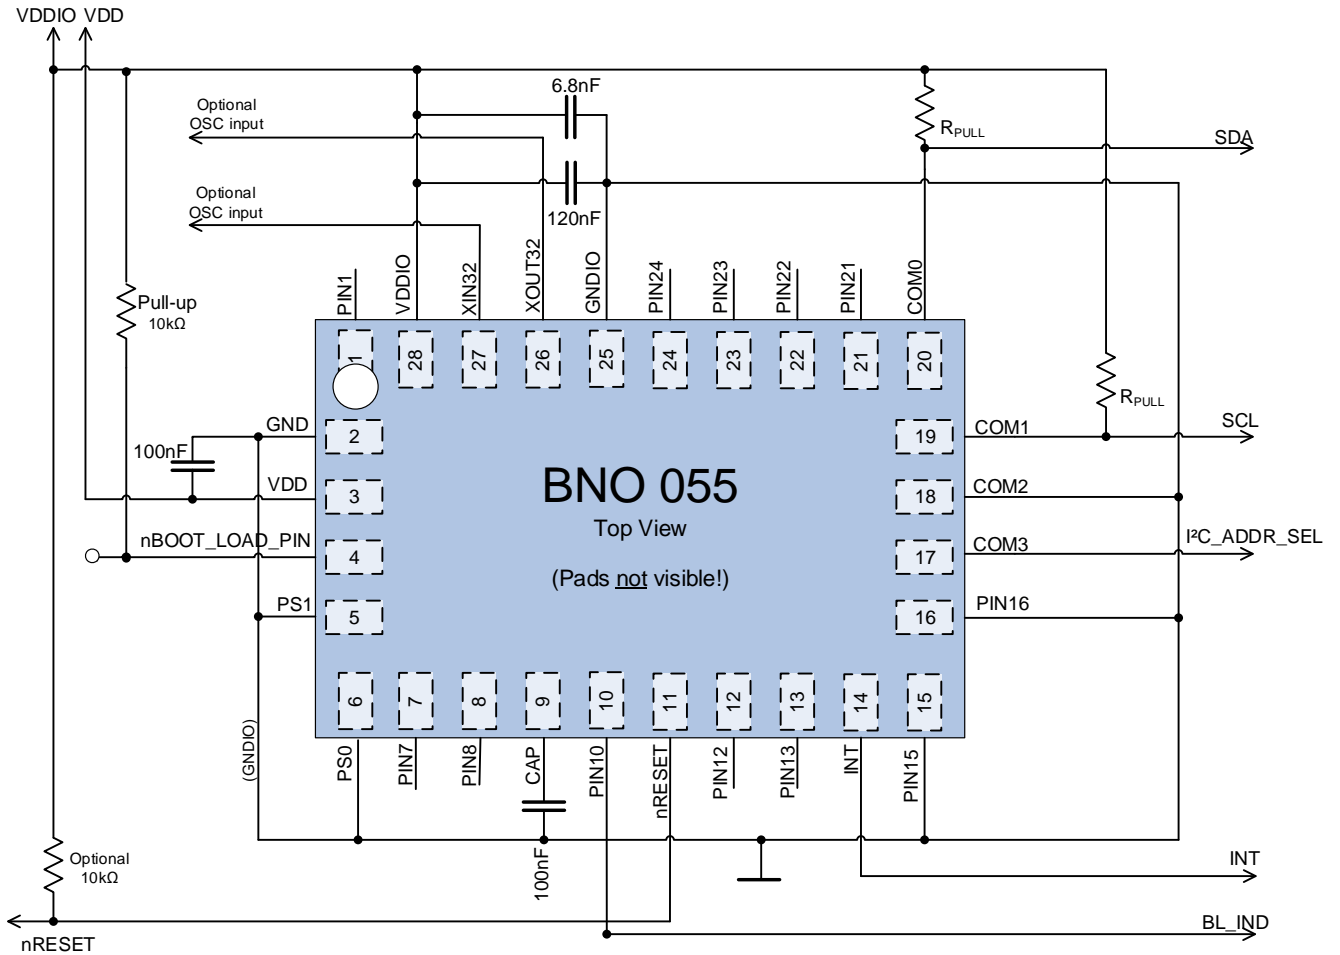 VDDIO VDD
6.8nF
Optional
OSC input
R_PULL
SDA
Optional
OSC input
120nF
PIN1
VDDIO
XIN32
XOUT32
GNDIO
PIN24
PIN23
PIN22
PIN21
COM0
Pull-up
10kΩ
1
28
27
26
25
24
23
22
21
20
R_PULL
GND
2
19
COM1
SCL
100nF
VDD
3
BNO 055
18
COM2
Top View
nBOOT_LOAD_PIN
4
17
COM3
I²C_ADDR_SEL
(Pads not visible!)
PS1
5
16
PIN16
6
7
8
9
10
11
12
13
14
15
(GNDIO)
PS0
PIN7
PIN8
CAP
PIN10
nRESET
PIN12
PIN13
INT
PIN15
100nF
Optional
10kΩ
INT
BL_IND
nRESET